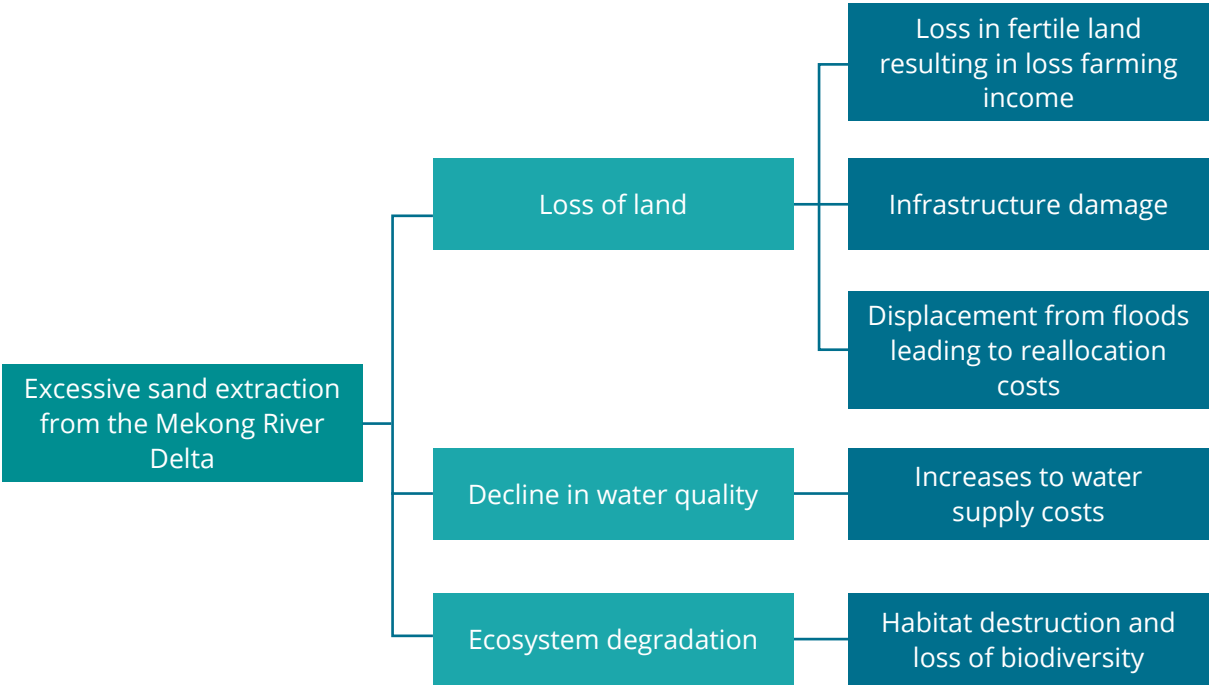 Excessive sand extraction
from the Mekong River
Delta
Loss of land
Loss in fertile land
resulting in loss farming
income
Infrastructure damage
Displacement from floods
leading to reallocation
costs
Decline in water quality
Increases to water
supply costs
Ecosystem degradation
Habitat destruction and
loss of biodiversity